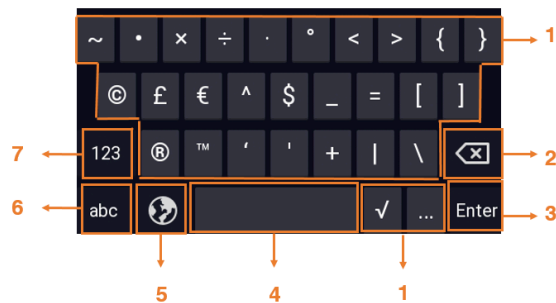 ~ • × ÷ · ° < > { } 1
© £ € ^ $ _ = [ ]
7 123 ® ™ ‘ ' + | \ 2
6 abc √ ... Enter 3
5 4 1